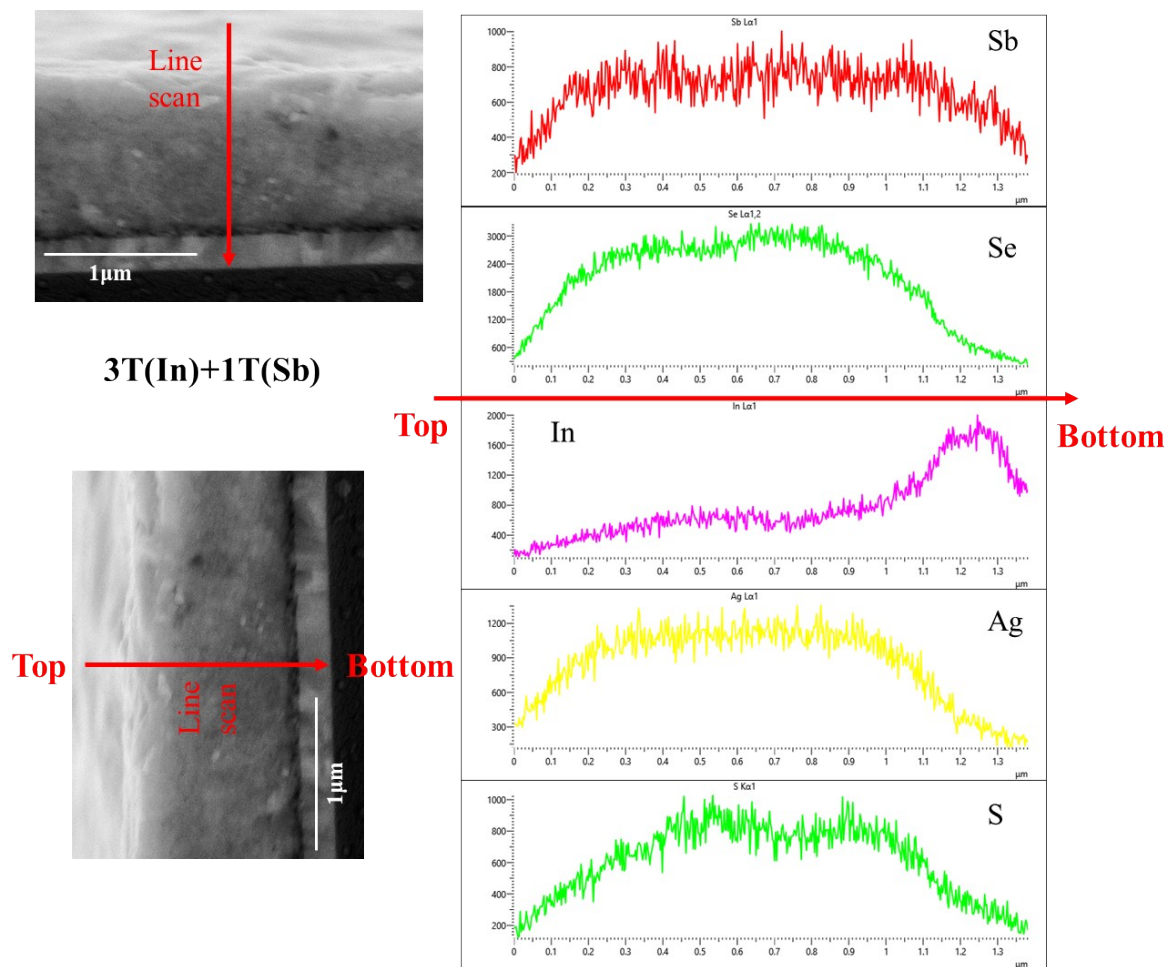 Line
scan
1μm
3T(In)+1T(Sb)
Top
Bottom
Line
scan
1μm
Sb Lα1
Sb
1000
800
600
400
200
0 0.1 0.2 0.3 0.4 0.5 0.6 0.7 0.8 0.9 1 1.1 1.2 1.3
μm
Se Lα1,2
Se
3000
2400
1800
1200
600
0 0.1 0.2 0.3 0.4 0.5 0.6 0.7 0.8 0.9 1 1.1 1.2 1.3
μm
Top
Bottom
In Lα1
In
2000
1600
1200
800
400
0 0.1 0.2 0.3 0.4 0.5 0.6 0.7 0.8 0.9 1 1.1 1.2 1.3
μm
Ag Lα1
Ag
1200
900
600
300
0 0.1 0.2 0.3 0.4 0.5 0.6 0.7 0.8 0.9 1 1.1 1.2 1.3
μm
S Kα1
S
1000
800
600
400
200
0 0.1 0.2 0.3 0.4 0.5 0.6 0.7 0.8 0.9 1 1.1 1.2 1.3
μm